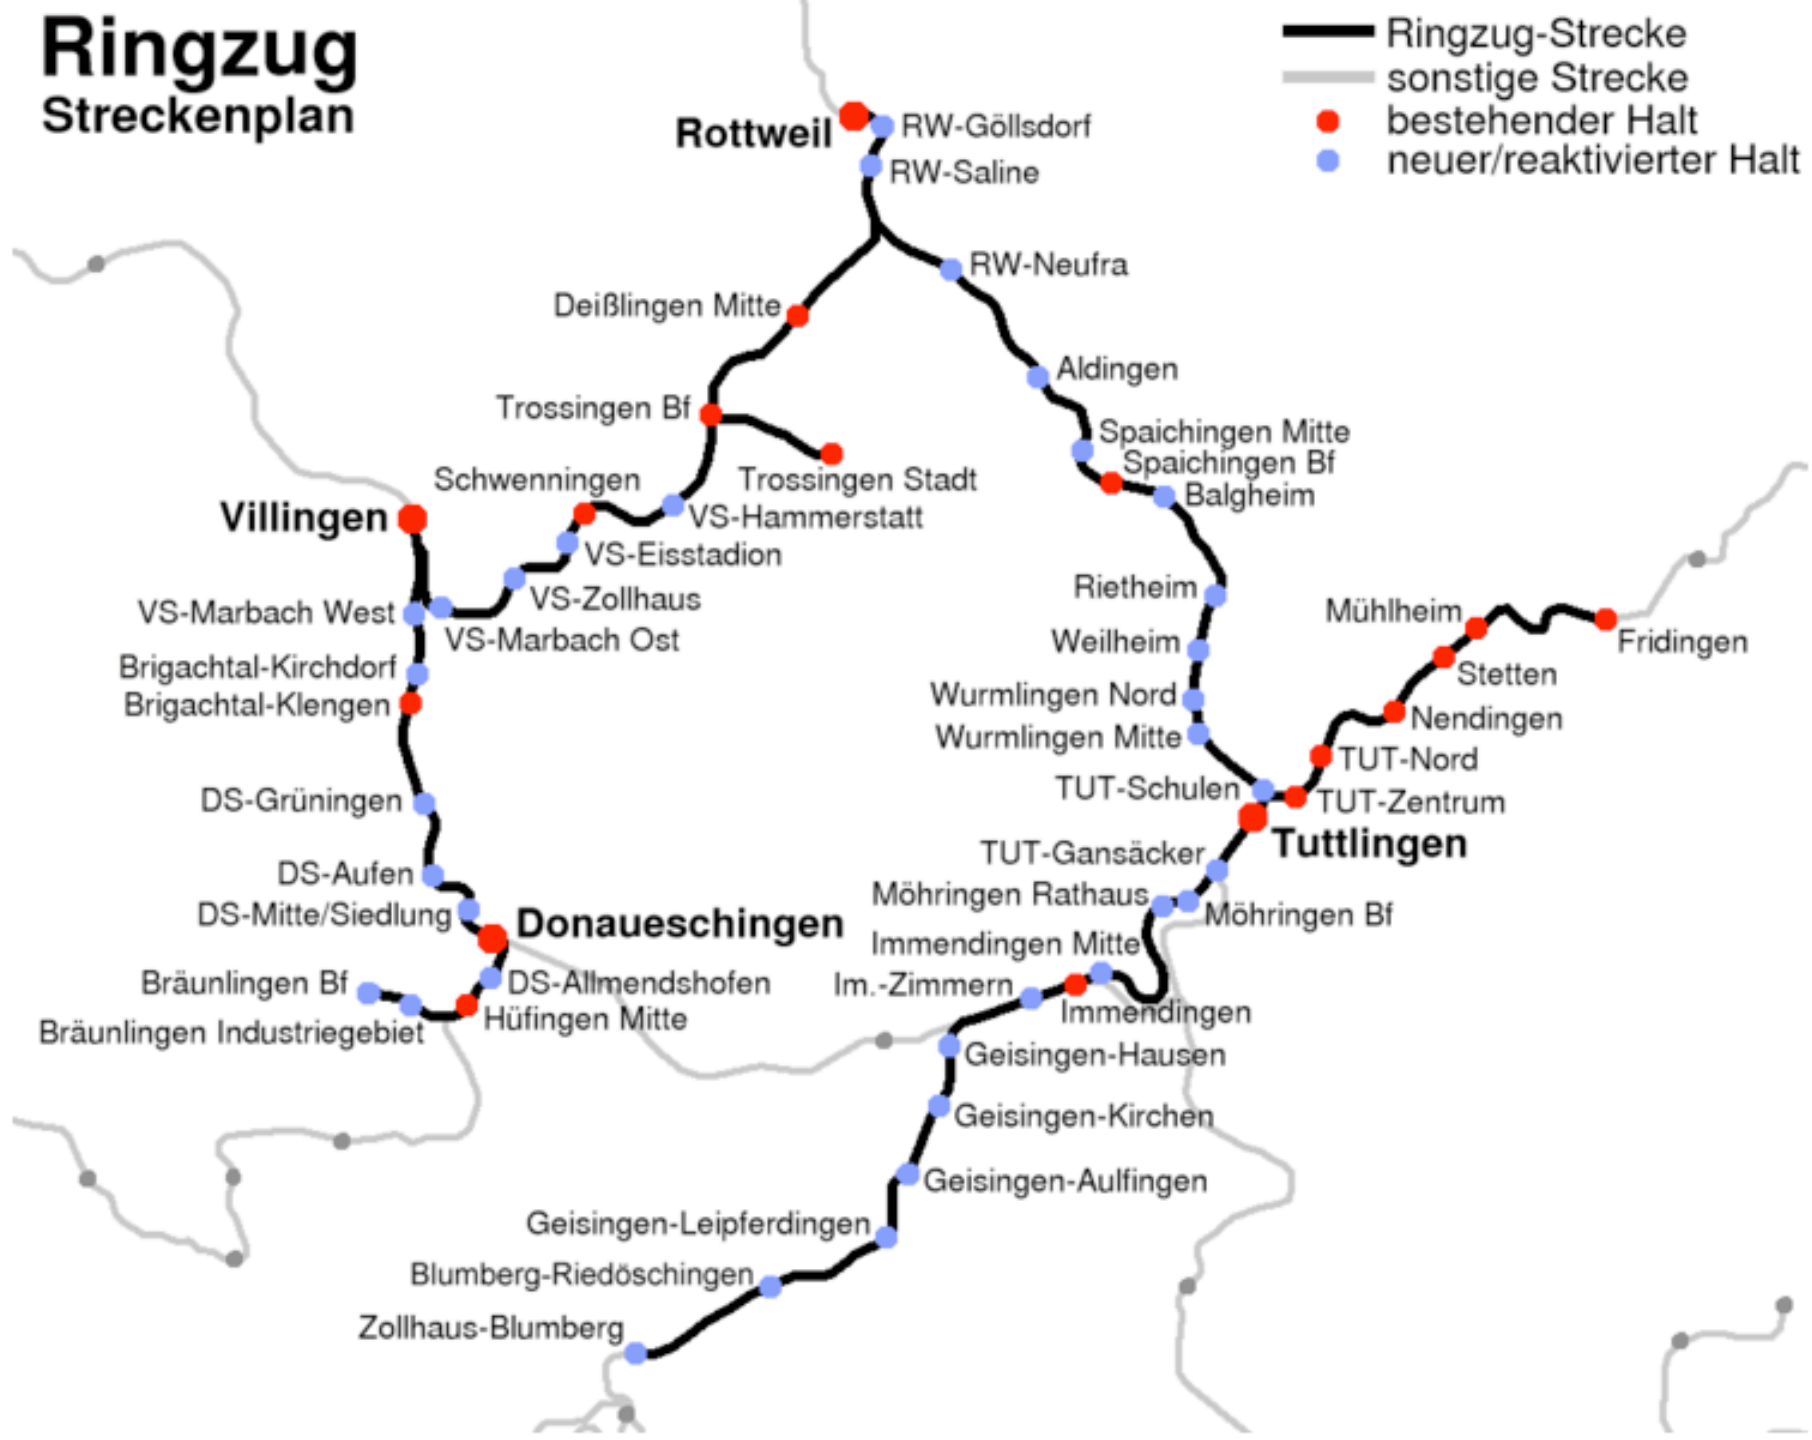 Ringzug
Streckenplan
Ringzug-Strecke
sonstige Strecke
bestehender Halt
neuer/reaktivierter Halt
Rottweil
RW-Göllsdorf
RW-Saline
RW-Neufra
Deißlingen Mitte
Aldingen
Trossingen Bf
Spaichingen Mitte
Spaichingen Bf
Schwenningen
Trossingen Stadt
Balgheim
Villingen
VS-Hammerstatt
VS-Eisstadion
Rietheim
VS-Zollhaus
VS-Marbach West
Mühlheim
VS-Marbach Ost
Weilheim
Fridingen
Brigachtal-Kirchdorf
Stetten
Brigachtal-Klengen
Wurmlingen Nord
Nendingen
Wurmlingen Mitte
TUT-Nord
DS-Grüningen
TUT-Schulen
TUT-Zentrum
Tuttlingen
TUT-Gansäcker
DS-Aufen
Möhringen Rathaus
DS-Mitte/Siedlung
Möhringen Bf
Donaueschingen
Immendingen Mitte
Bräunlingen Bf
DS-Allmendshofen
Im.-Zimmern
Immendingen
Hüfingen Mitte
Bräunlingen Industriegebiet
Geisingen-Hausen
Geisingen-Kirchen
Geisingen-Aulfingen
Geisingen-Leipferdingen
Blumberg-Riedöschingen
Zollhaus-Blumberg